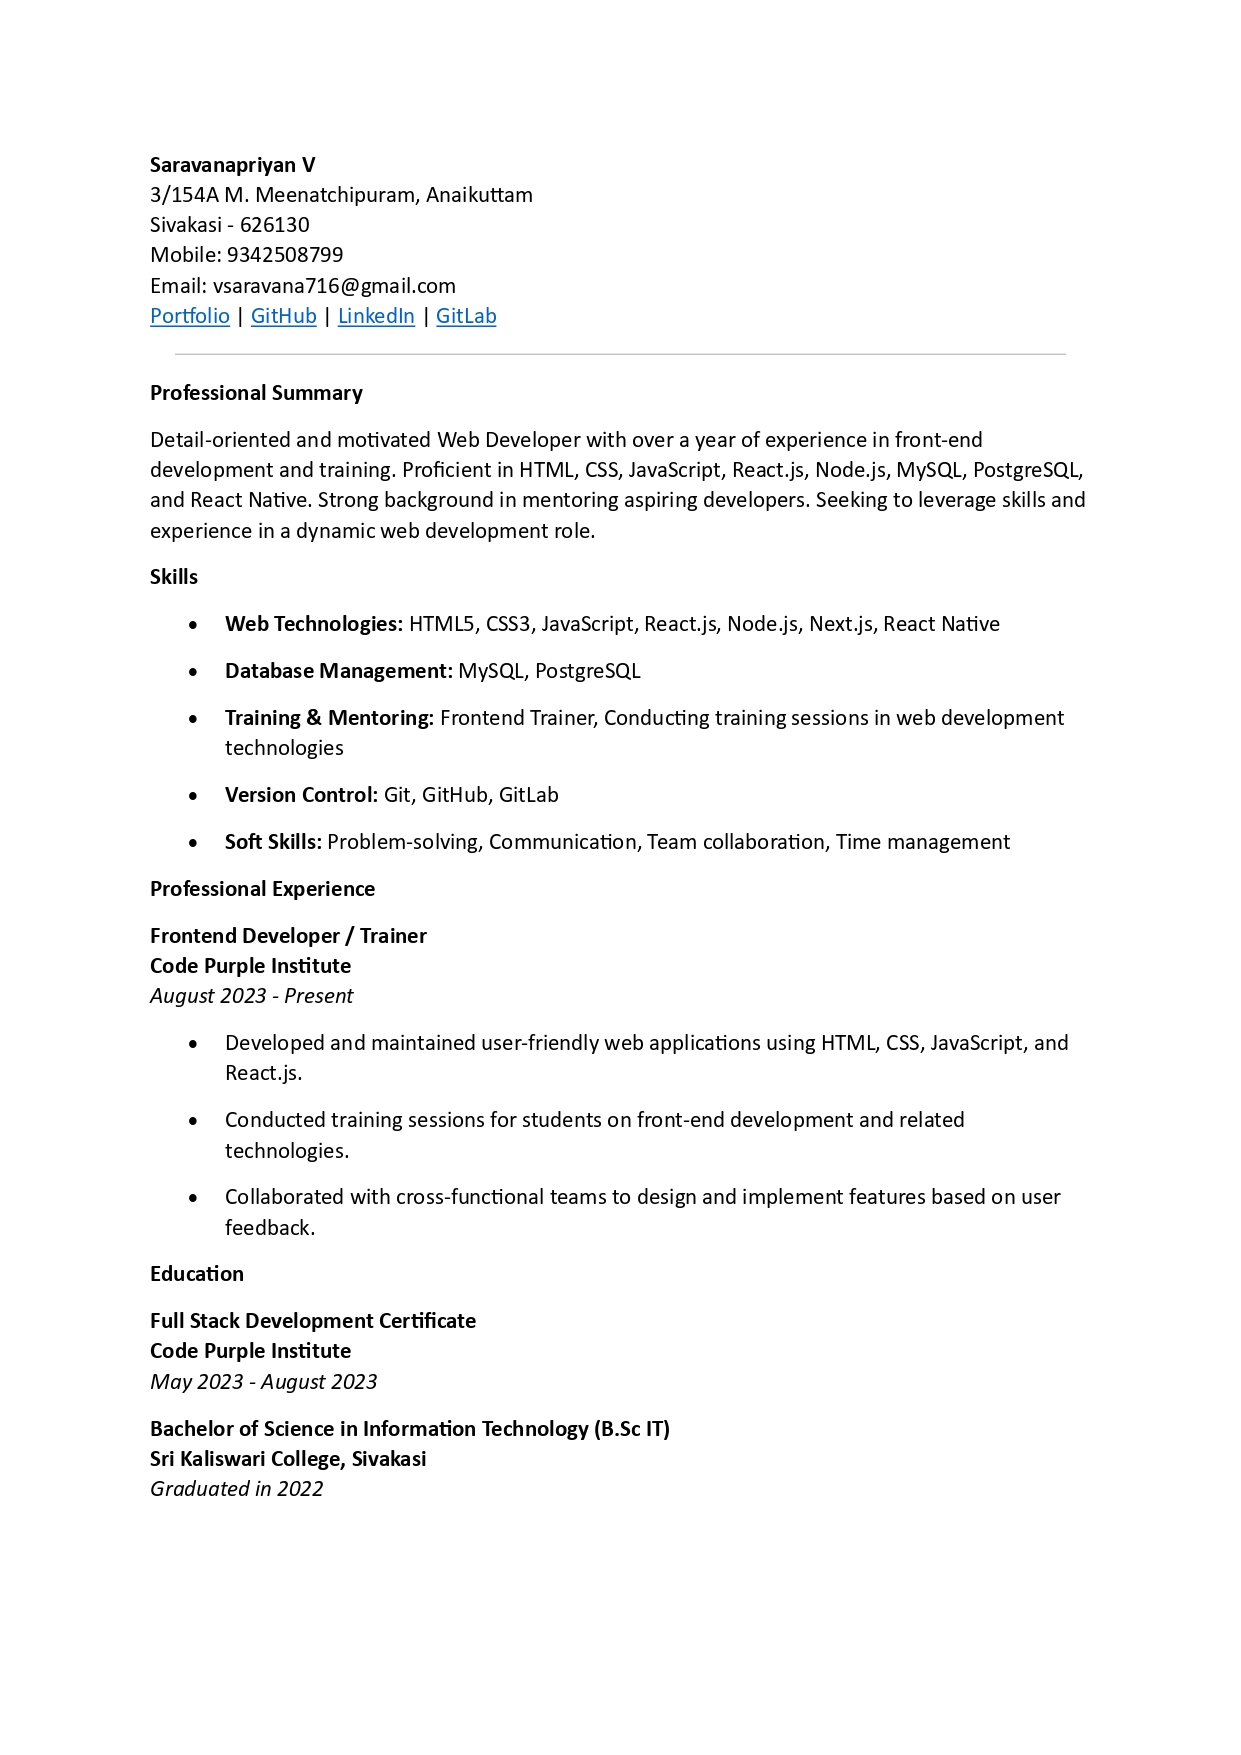 Saravanapriyan V
3/154A M. Meenatchipuram, Anaikuttam
Sivakasi - 626130
Mobile: 9342508799
Email: vsaravana716@gmail.com
Portfolio | GitHub | LinkedIn | GitLab
Professional Summary
Detail-oriented and motivated Web Developer with over a year of experience in front-end
development and training. Proficient in HTML, CSS, JavaScript, React.js, Node.js, MySQL, PostgreSQL,
and React Native. Strong background in mentoring aspiring developers. Seeking to leverage skills and
experience in a dynamic web development role.
Skills
• Web Technologies: HTML5, CSS3, JavaScript, React.js, Node.js, Next.js, React Native
• Database Management: MySQL, PostgreSQL
• Training & Mentoring: Frontend Trainer, Conducting training sessions in web development
technologies
• Version Control: Git, GitHub, GitLab
• Soft Skills: Problem-solving, Communication, Team collaboration, Time management
Professional Experience
Frontend Developer / Trainer
Code Purple Institute
August 2023 - Present
• Developed and maintained user-friendly web applications using HTML, CSS, JavaScript, and
React.js.
• Conducted training sessions for students on front-end development and related
technologies.
• Collaborated with cross-functional teams to design and implement features based on user
feedback.
Education
Full Stack Development Certificate
Code Purple Institute
May 2023 - August 2023
Bachelor of Science in Information Technology (B.Sc IT)
Sri Kaliswari College, Sivakasi
Graduated in 2022